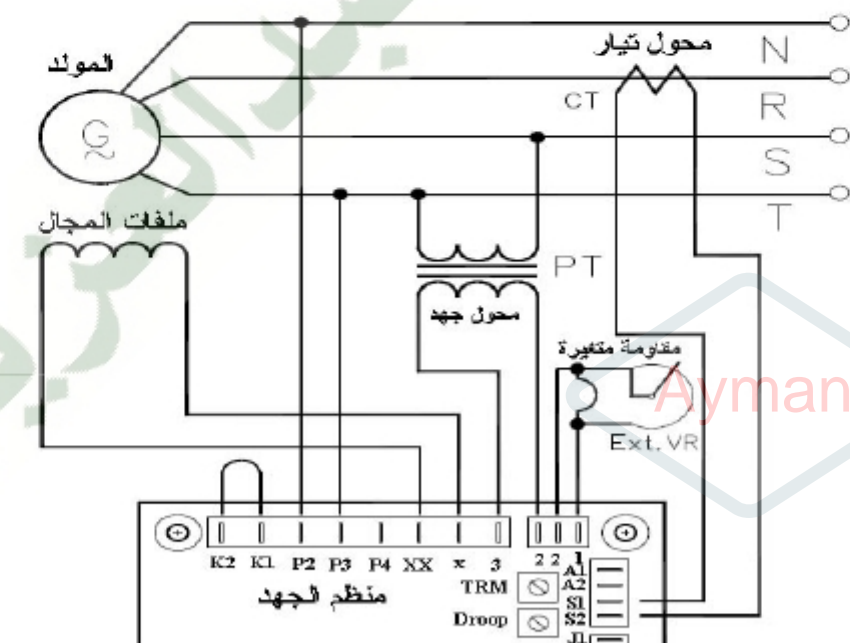 محول تيار
N
المولد
CT
R
G
S
T
ملفات المجال
PT
محول جهد
مقاومة متغيرة
Ayman
Ext. VR
K2 K1 P2 P3 P4 XX x 3 2 2 1
A1
TRM A2
منظم الجهد
S1
Droop S2
J1